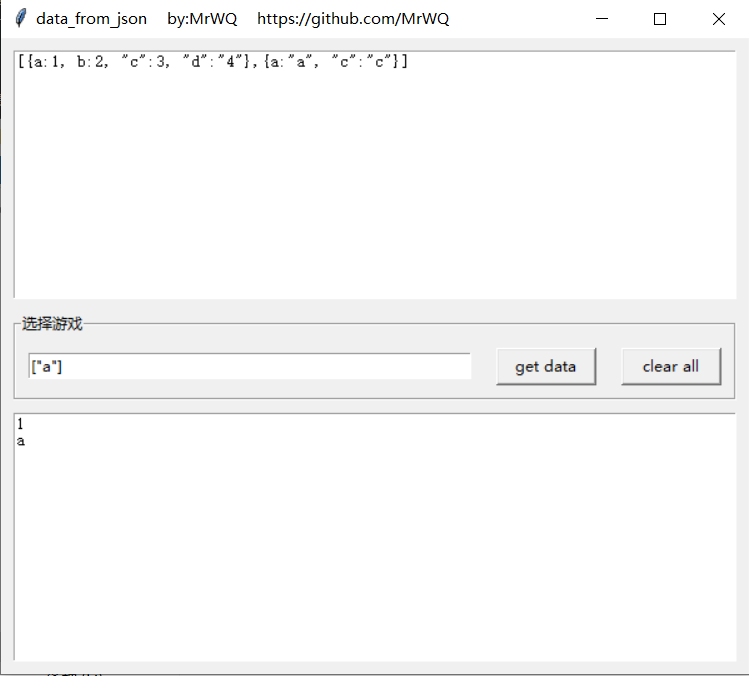 data_from_json by:MrWQ https://github.com/MrWQ
[{a:1, b:2, "c":3, "d":"4"},{a:"a", "c":"c"}]
选择游戏
["a"] get data clear all
1
a